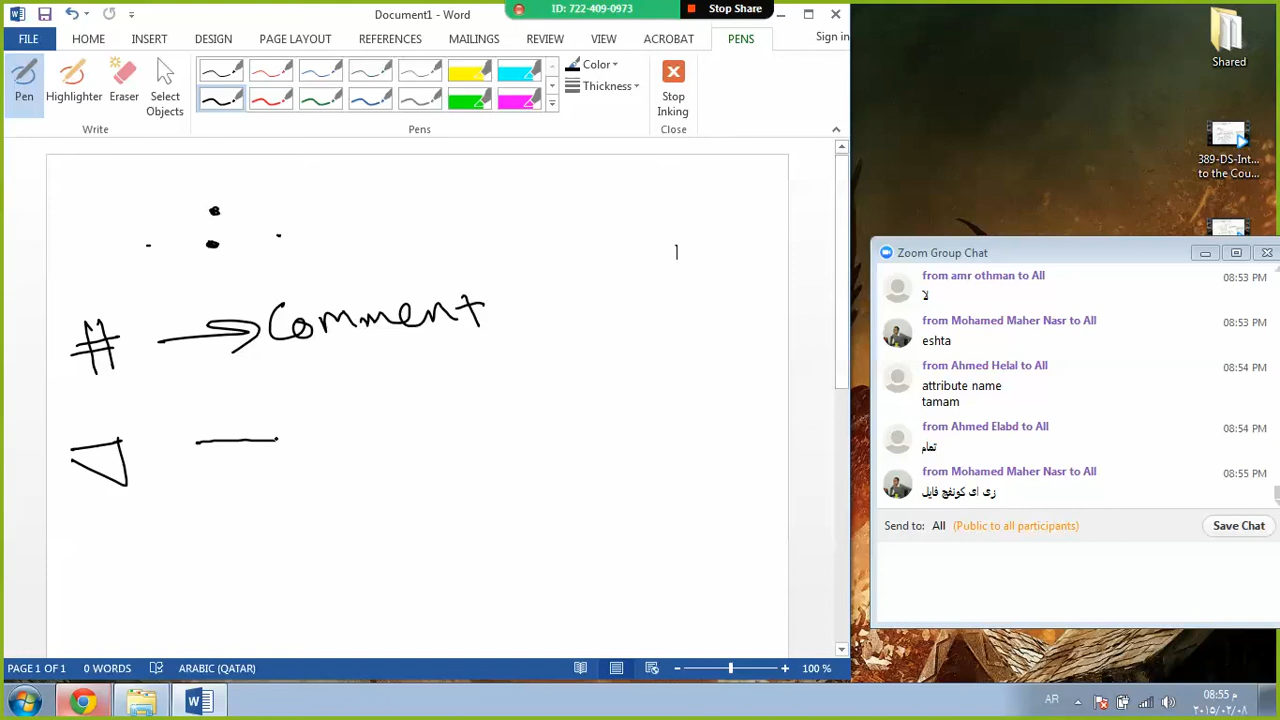 Document1 - Word
ID: 722-409-0973
Stop Share
FILE
HOME
INSERT
DESIGN
PAGE LAYOUT
REFERENCES
MAILINGS
REVIEW
VIEW
ACROBAT
PENS
Sign in
Pen
Highlighter
Eraser
Select Objects
Color
Thickness
Stop Inking
Write
Pens
Close
# Comment
PAGE 1 OF 1
0 WORDS
ARABIC (QATAR)
100 %
Shared
389-DS-Int...
to the Cou...
Zoom Group Chat
from amr othman to All 08:53 PM
لا
from Mohamed Maher Nasr to All 08:53 PM
eshta
from Ahmed Helal to All 08:54 PM
attribute name
tamam
from Ahmed Elabd to All 08:54 PM
تمام
from Mohamed Maher Nasr to All 08:55 PM
زى اى كونفج فايل
Send to: All (Public to all participants)
Save Chat
AR
08:55 م
٢٠١٥/٠٢/٠٨